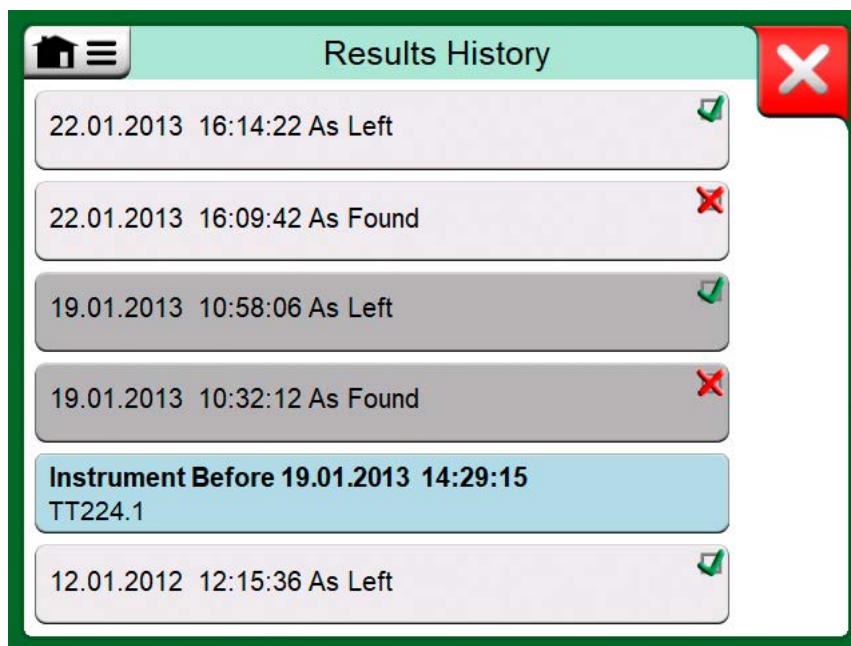 Results History
22.01.2013 16:14:22 As Left
22.01.2013 16:09:42 As Found
19.01.2013 10:58:06 As Left
19.01.2013 10:32:12 As Found
Instrument Before 19.01.2013 14:29:15
TT224.1
12.01.2012 12:15:36 As Left